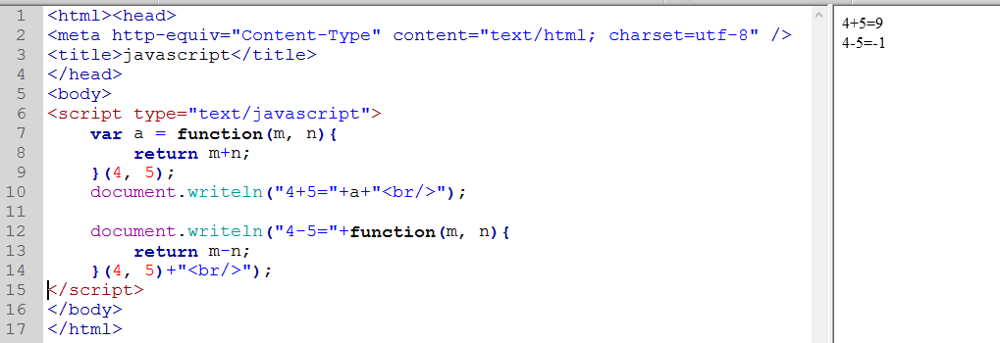 1 <html><head>
2 <meta http-equiv="Content-Type" content="text/html; charset=utf-8" />
3 <title>javascript</title>
4 </head>
5 <body>
6 <script type="text/javascript">
7     var a = function(m, n){
8         return m+n;
9     }(4, 5);
10     document.writeln("4+5="+a+"<br/>");
11
12     document.writeln("4-5="+function(m, n){
13         return m-n;
14     }(4, 5)+"<br/>");
15 </script>
16 </body>
17 </html>
4+5=9
4-5=-1